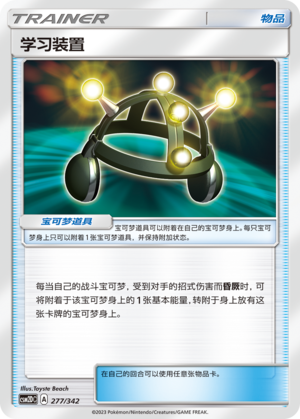 TRAINER
物品
学习装置
宝可梦道具
宝可梦道具可以附着在自己的宝可梦身上。每只宝可
梦身上只可以附着1张宝可梦道具，并保持附加状态。
每当自己的战斗宝可梦，受到对手的招式伤害而昏厥时，可
将附着于该宝可梦身上的1张基本能量，转附于身上放有这
张卡牌的宝可梦身上。
在自己的回合可以使用任意张物品卡。
Illus.Toyste Beach
CSM2DC A 277/342
©2023 Pokémon/Nintendo/Creatures/GAME FREAK.